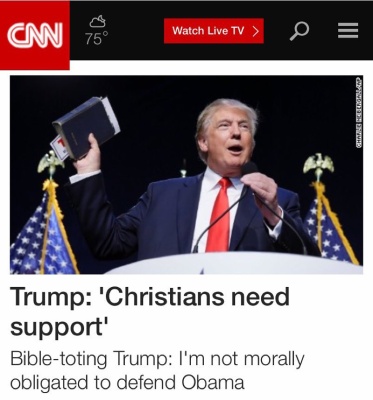 CNN
75°
Watch Live TV
CHARLIE NEIBERGALL/AP
Trump: 'Christians need
support'
Bible-toting Trump: I'm not morally
obligated to defend Obama